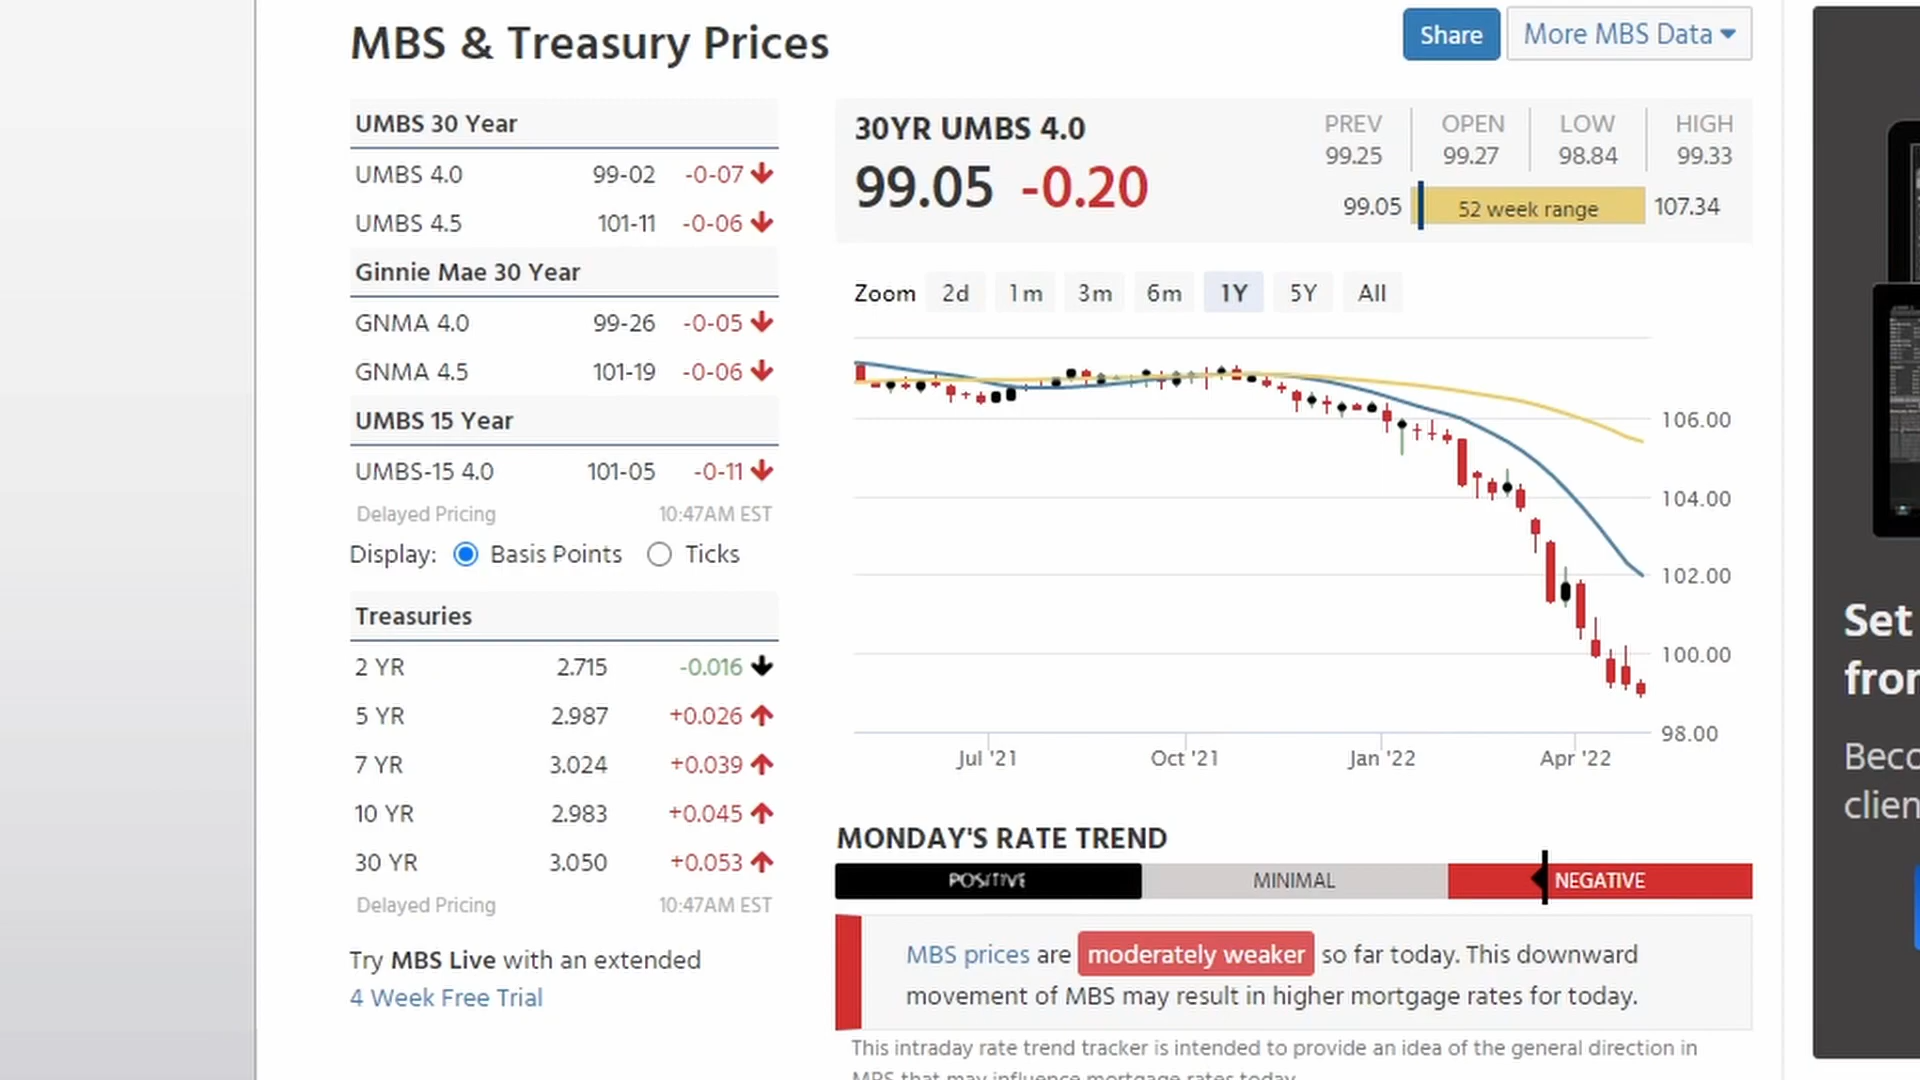 MBS & Treasury Prices
Share
More MBS Data
UMBS 30 Year
UMBS 4.0 99-02 -0-07
UMBS 4.5 101-11 -0-06
Ginnie Mae 30 Year
GNMA 4.0 99-26 -0-05
GNMA 4.5 101-19 -0-06
UMBS 15 Year
UMBS-15 4.0 101-05 -0-11
Delayed Pricing 10:47AM EST
Display: Basis Points Ticks
Treasuries
2 YR 2.715 -0.016
5 YR 2.987 +0.026
7 YR 3.024 +0.039
10 YR 2.983 +0.045
30 YR 3.050 +0.053
Delayed Pricing 10:47AM EST
Try MBS Live with an extended
4 Week Free Trial
30YR UMBS 4.0
99.05 -0.20
PREV OPEN LOW HIGH
99.25 99.27 98.84 99.33
99.05 52 week range 107.34
Zoom 2d 1m 3m 6m 1Y 5Y All
106.00
104.00
102.00
100.00
98.00
Jul '21 Oct '21 Jan '22 Apr '22
MONDAY'S RATE TREND
POSITIVE MINIMAL NEGATIVE
MBS prices are moderately weaker so far today. This downward
movement of MBS may result in higher mortgage rates for today.
This intraday rate trend tracker is intended to provide an idea of the general direction in
MBS that may influence mortgage rates today.
Set